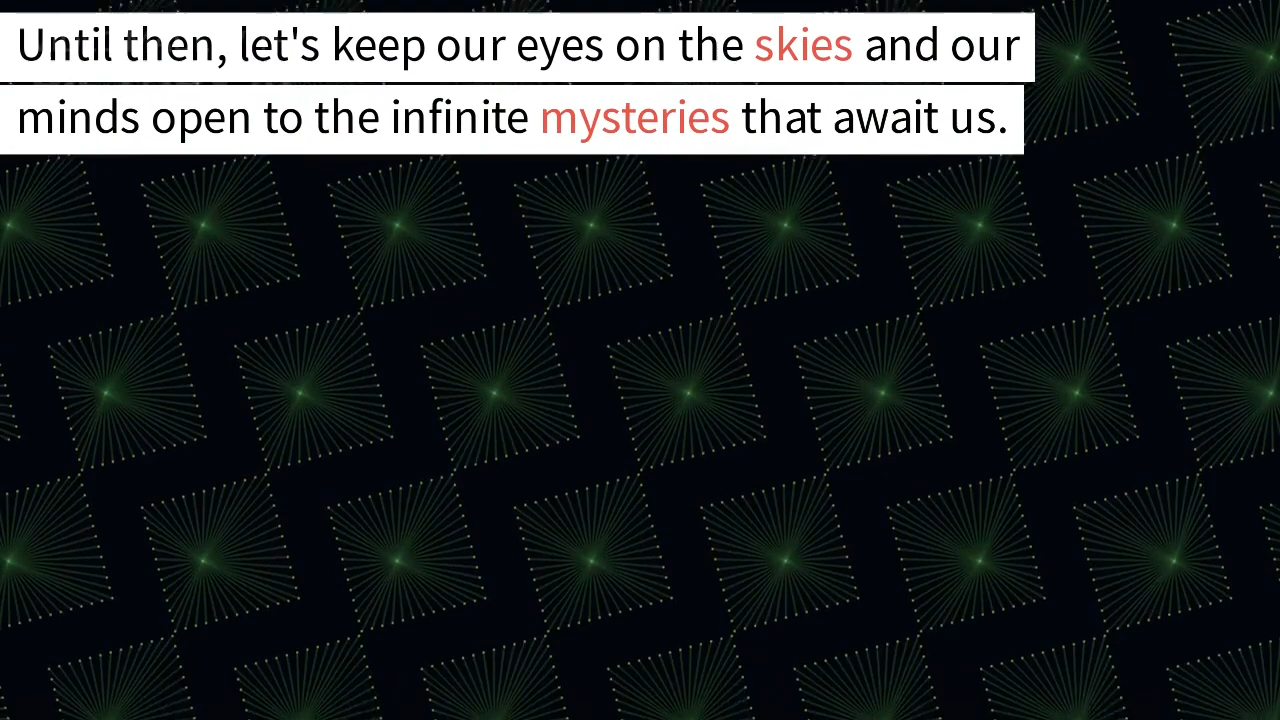 Until then, let's keep our eyes on the skies and our
minds open to the infinite mysteries that await us.